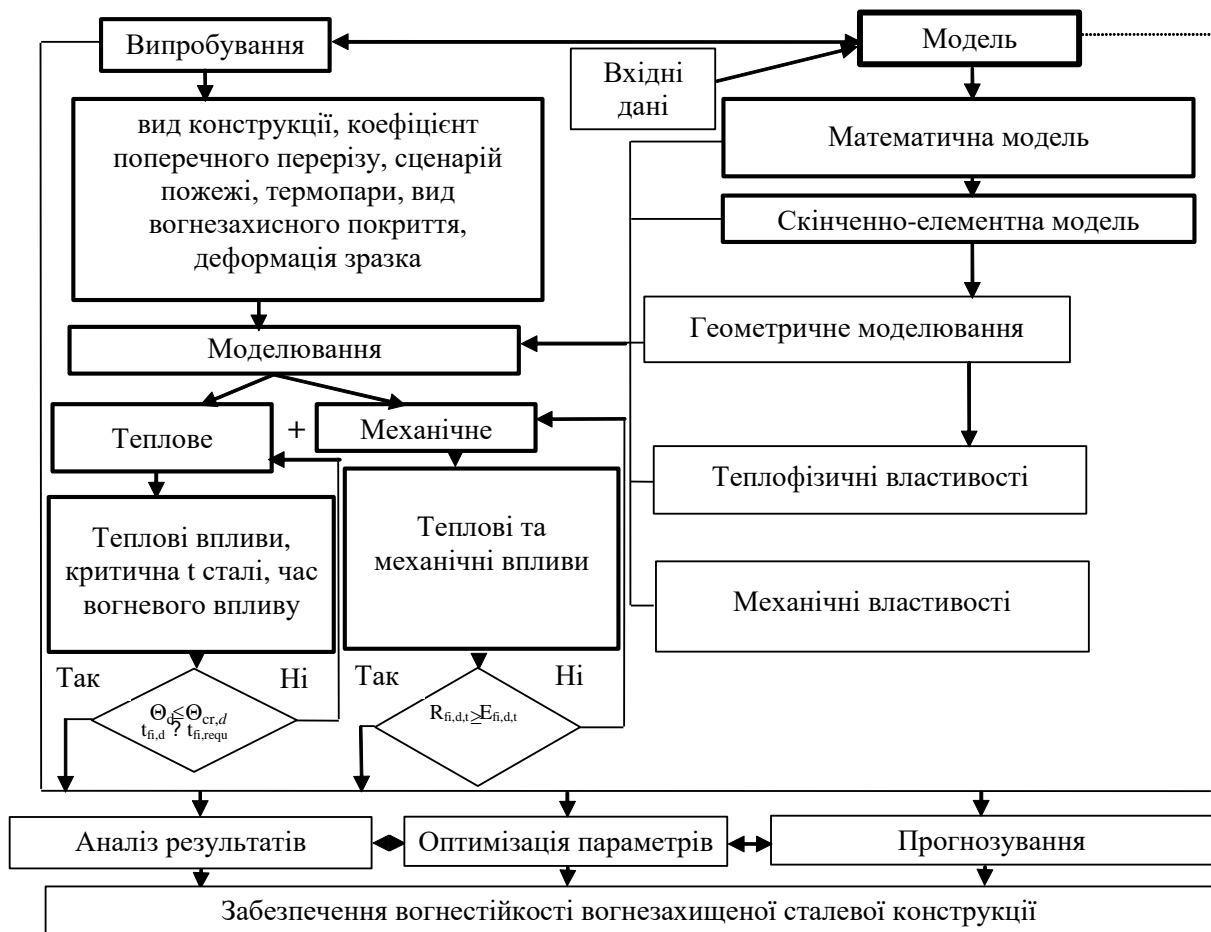 Випробування
Модель
Вхідні
дані
вид конструкції, коефіцієнт
поперечного перерізу, сценарій
пожежі, термопари, вид
вогнезахисного покриття,
деформація зразка
Математична модель
Скінченно-елементна модель
Геометричне моделювання
Моделювання
Теплове
+
Механічне
Теплофізичні властивості
Теплові впливи,
критична t сталі, час
вогневого впливу
Теплові та
механічні впливи
Механічні властивості
Так
Ні
Так
Ні
Θd≤Θcr,d
tfi,d ? tfi,requ
Rfi,d,t≥Efi,d,t
Аналіз результатів
Оптимізація параметрів
Прогнозування
Забезпечення вогнестійкості вогнезахищеної сталевої конструкції